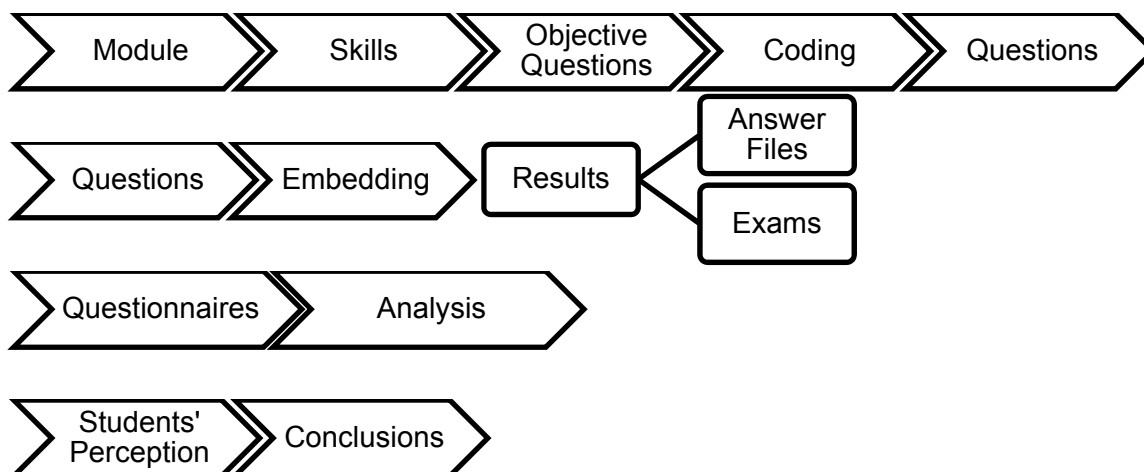 Module
Skills
Objective
Questions
Coding
Questions
Questions
Embedding
Results
Answer
Files
Exams
Questionnaires
Analysis
Students'
Perception
Conclusions